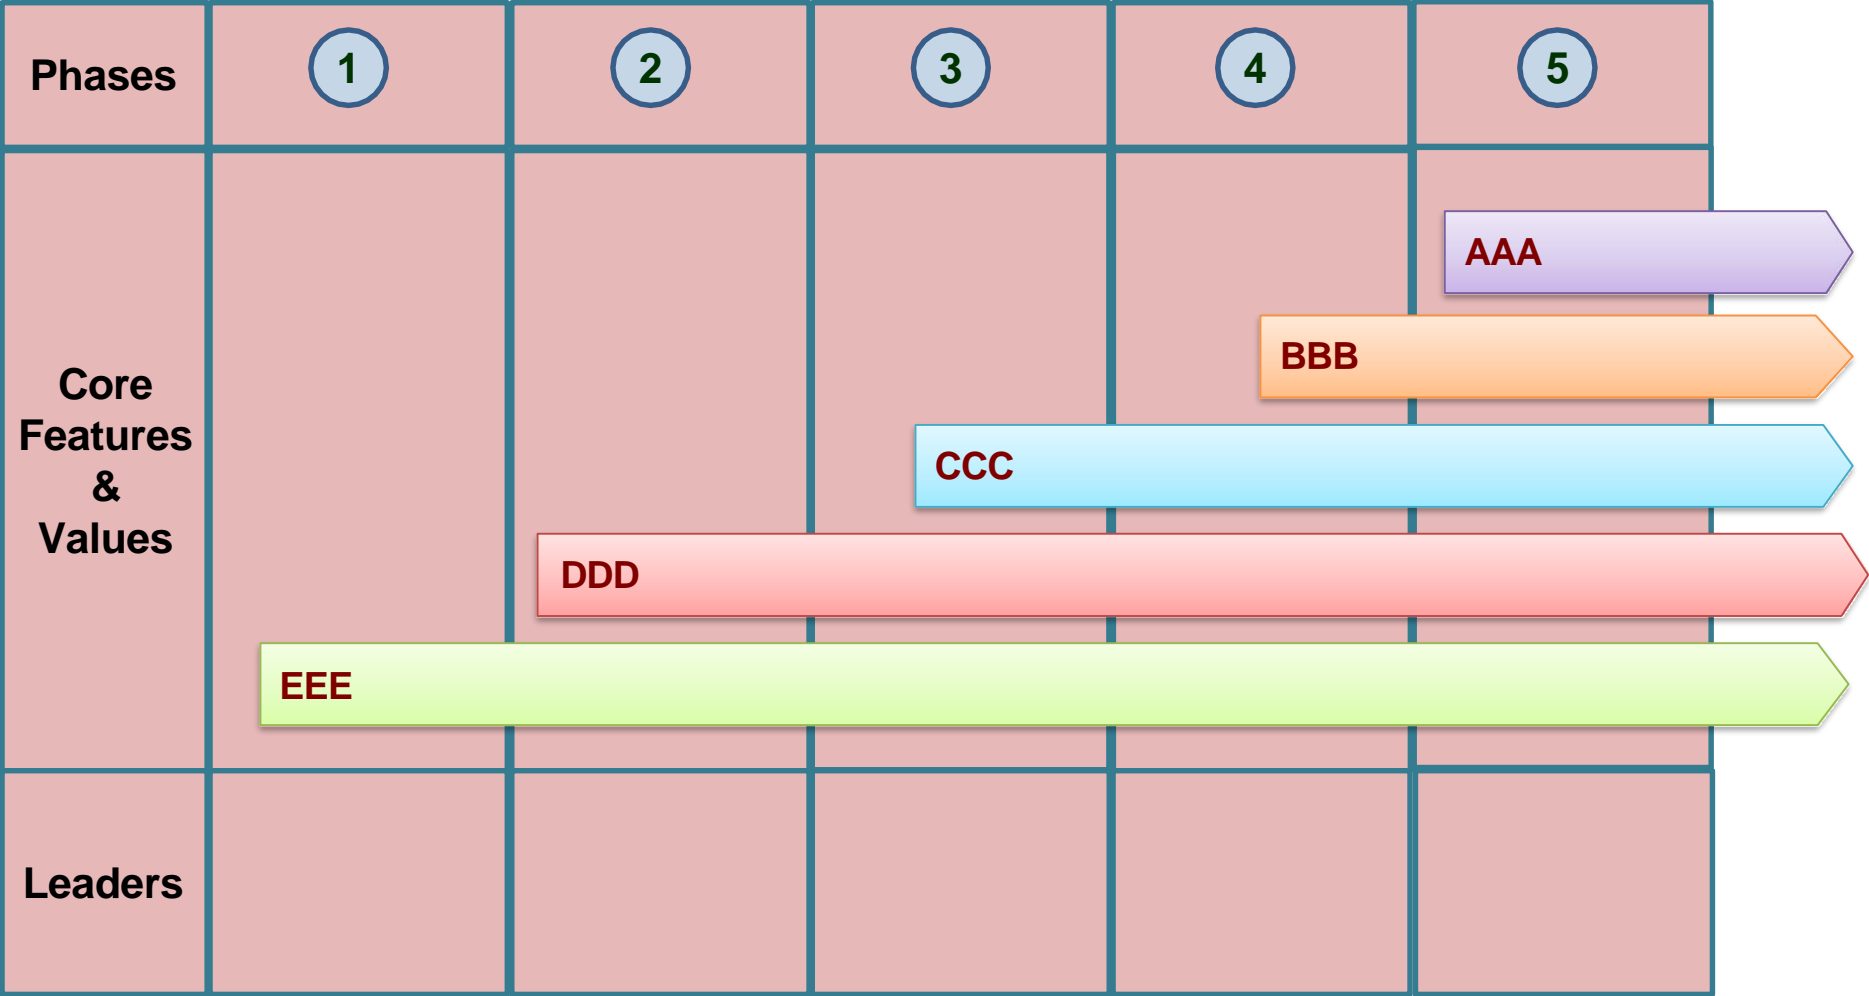 Phases
1
2
3
4
5
Core
Features
&
Values
AAA
BBB
CCC
DDD
EEE
Leaders